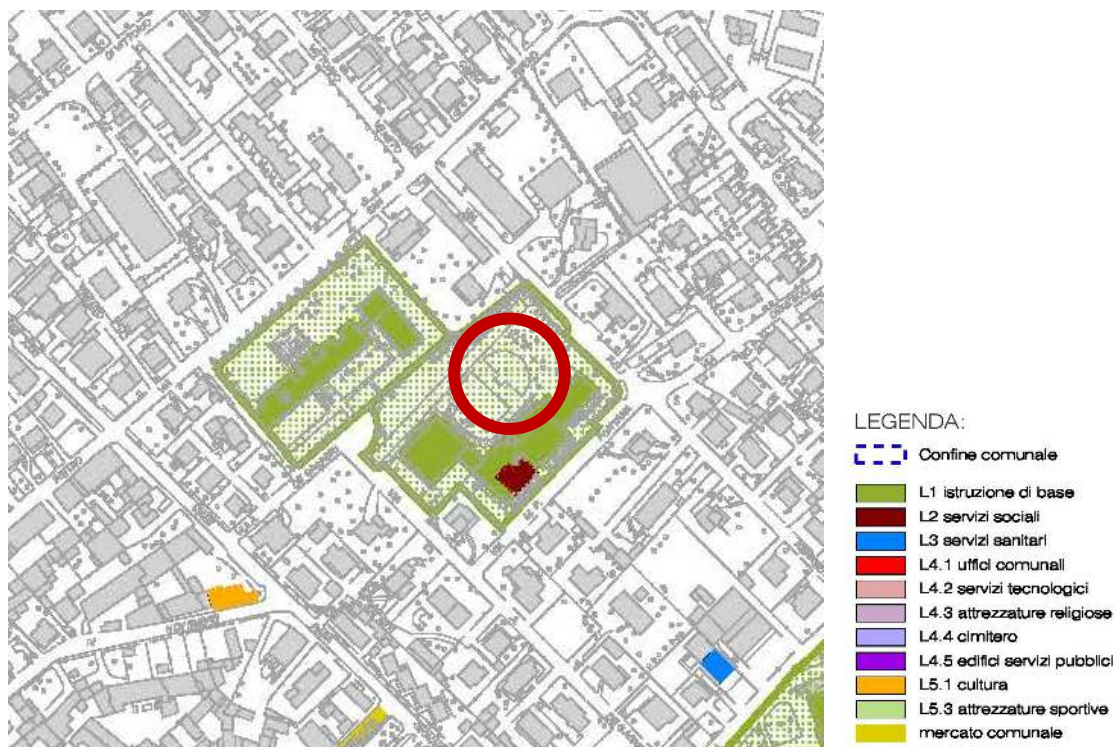 LEGENDA:
Confine comunale
L1 istruzione di base
L2 servizi sociali
L3 servizi sanitari
L4.1 uffici comunali
L4.2 servizi tecnologici
L4.3 attrezzature religiose
L4.4 cimitero
L4.5 edifici servizi pubblici
L5.1 cultura
L5.3 attrezzature sportive
mercato comunale